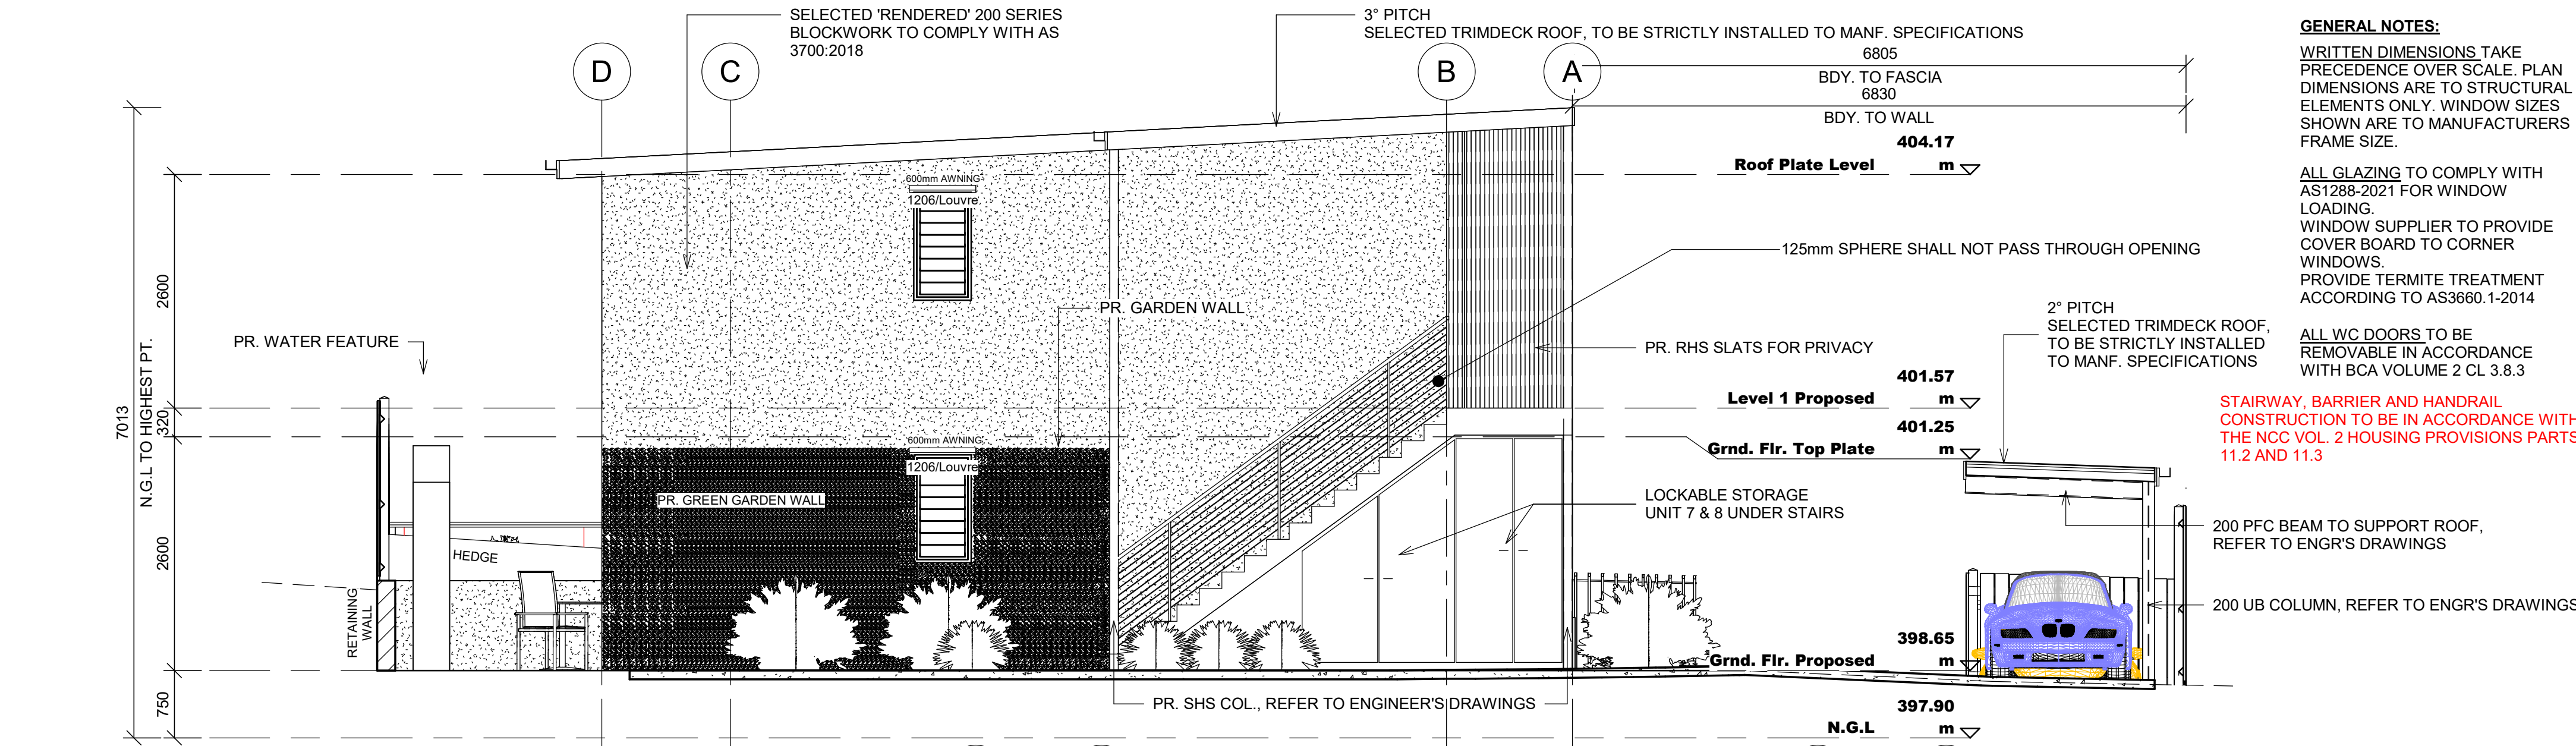 SELECTED 'RENDERED' 200 SERIES
BLOCKWORK TO COMPLY WITH AS
3700:2018
3° PITCH
SELECTED TRIMDECK ROOF, TO BE STRICTLY INSTALLED TO MANF. SPECIFICATIONS
D
C
B
A
6805
BDY. TO FASCIA
6830
BDY. TO WALL
404.17
Roof Plate Level m
600mm AWNING
1206/Louvre
125mm SPHERE SHALL NOT PASS THROUGH OPENING
PR. GARDEN WALL
PR. WATER FEATURE
PR. RHS SLATS FOR PRIVACY
2° PITCH
SELECTED TRIMDECK ROOF,
TO BE STRICTLY INSTALLED
TO MANF. SPECIFICATIONS
401.57
Level 1 Proposed m
401.25
Grnd. Flr. Top Plate m
600mm AWNING
1206/Louvre
PR. GREEN GARDEN WALL
LOCKABLE STORAGE
UNIT 7 & 8 UNDER STAIRS
200 PFC BEAM TO SUPPORT ROOF,
REFER TO ENGR'S DRAWINGS
HEDGE
RETAINING
WALL
200 UB COLUMN, REFER TO ENGR'S DRAWINGS
398.65
Grnd. Flr. Proposed m
PR. SHS COL., REFER TO ENGINEER'S DRAWINGS
397.90
N.G.L m
7013
N.G.L TO HIGHEST PT.
2600
320
2600
750
GENERAL NOTES:
WRITTEN DIMENSIONS TAKE
PRECEDENCE OVER SCALE. PLAN
DIMENSIONS ARE TO STRUCTURAL
ELEMENTS ONLY. WINDOW SIZES
SHOWN ARE TO MANUFACTURERS
FRAME SIZE.
ALL GLAZING TO COMPLY WITH
AS1288-2021 FOR WINDOW
LOADING.
WINDOW SUPPLIER TO PROVIDE
COVER BOARD TO CORNER
WINDOWS.
PROVIDE TERMITE TREATMENT
ACCORDING TO AS3660.1-2014
ALL WC DOORS TO BE
REMOVABLE IN ACCORDANCE
WITH BCA VOLUME 2 CL 3.8.3
STAIRWAY, BARRIER AND HANDRAIL
CONSTRUCTION TO BE IN ACCORDANCE WITH
THE NCC VOL. 2 HOUSING PROVISIONS PARTS
11.2 AND 11.3